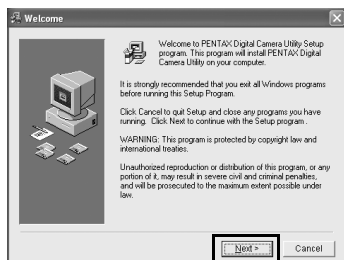 Welcome
Welcome to PENTAX Digital Camera Utility Setup
program. This program will install PENTAX Digital
Camera Utility on your computer.
It is strongly recommended that you exit all Windows programs
before running this Setup Program.
Click Cancel to quit Setup and close any programs you have
running. Click Next to continue with the Setup program.
WARNING: This program is protected by copyright law and
international treaties.
Unauthorized reproduction or distribution of this program, or any
portion of it, may result in severe civil and criminal penalties,
and will be prosecuted to the maximum extent possible under
law.
Next >
Cancel